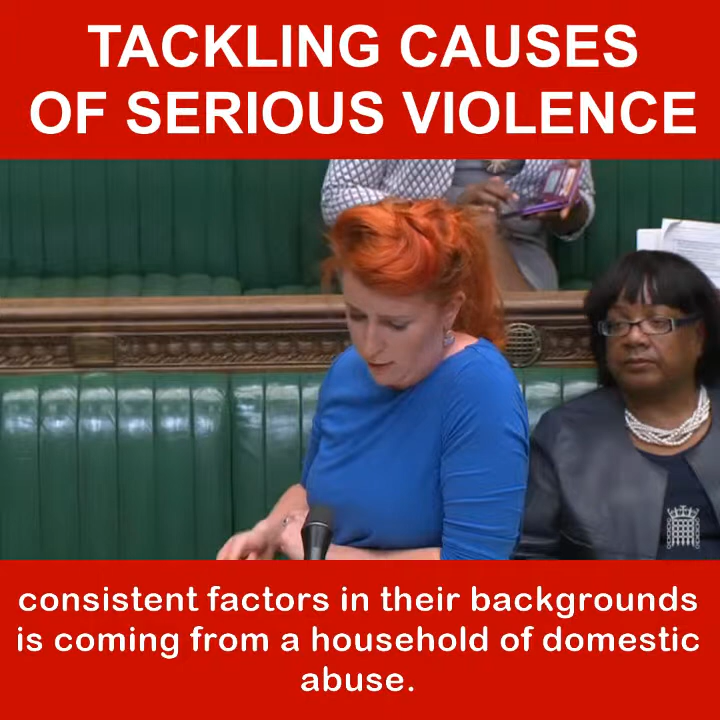 TACKLING CAUSES
OF SERIOUS VIOLENCE
consistent factors in their backgrounds
is coming from a household of domestic
abuse.